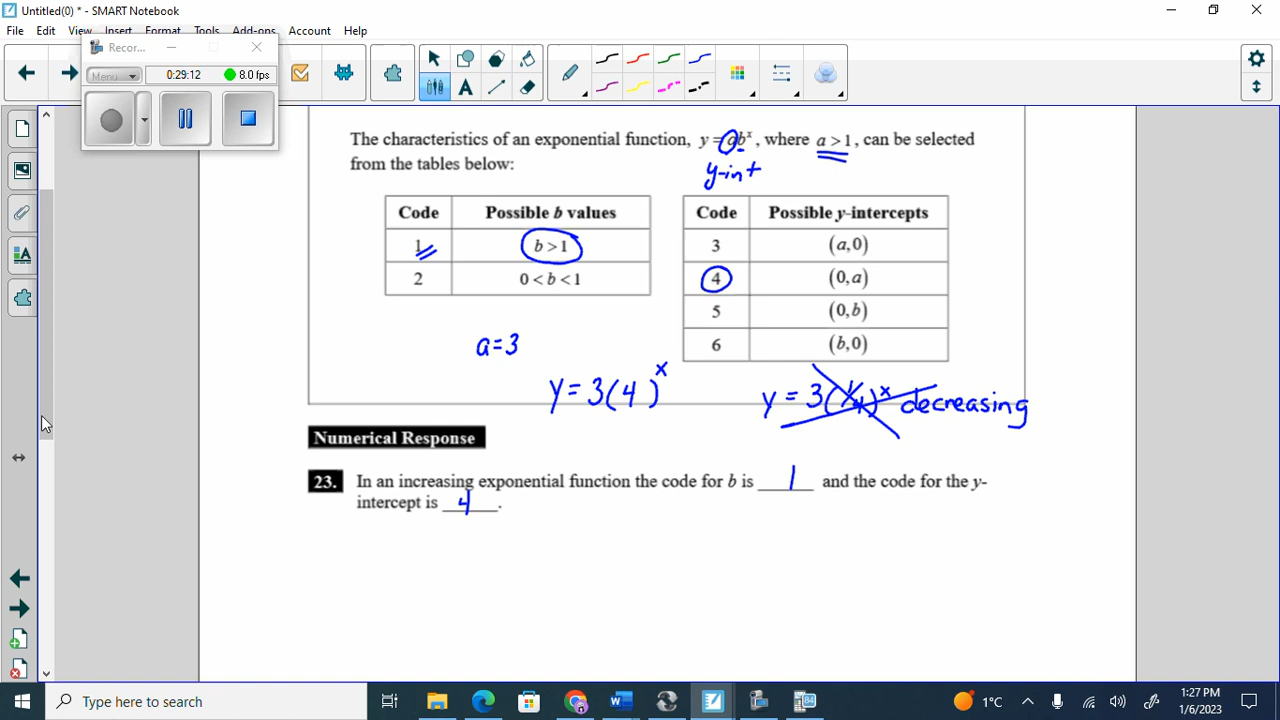 Untitled(0) * - SMART Notebook
File Edit View Insert Format Tools Add-ons Account Help
Recor...
Menu 0:29:12 8.0 fps
The characteristics of an exponential function, y = abˣ, where a > 1, can be selected
from the tables below:
y-int
Code Possible b values
1 b > 1
2 0 < b < 1
Code Possible y-intercepts
3 (a,0)
4 (0,a)
5 (0,b)
6 (b,0)
a=3
y = 3(4)ˣ
y = 3(1/4)ˣ decreasing
Numerical Response
23. In an increasing exponential function the code for b is 1 and the code for the y-
intercept is 4.
Type here to search
1°C
1:27 PM
1/6/2023